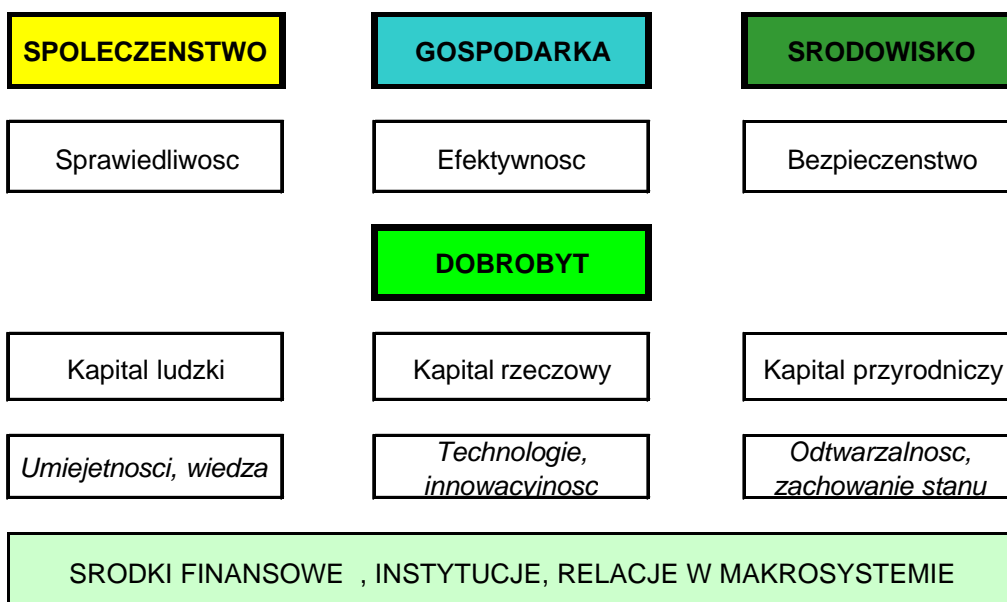 SPOLECZENSTWO
GOSPODARKA
SRODOWISKO
Sprawiedliwosc
Efektywnosc
Bezpieczenstwo
DOBROBYT
Kapital ludzki
Kapital rzeczowy
Kapital przyrodniczy
Umiejetnosci, wiedza
Technologie,
innowacyjnosc
Odtwarzalnosc,
zachowanie stanu
SRODKI FINANSOWE , INSTYTUCJE, RELACJE W MAKROSYSTEMIE